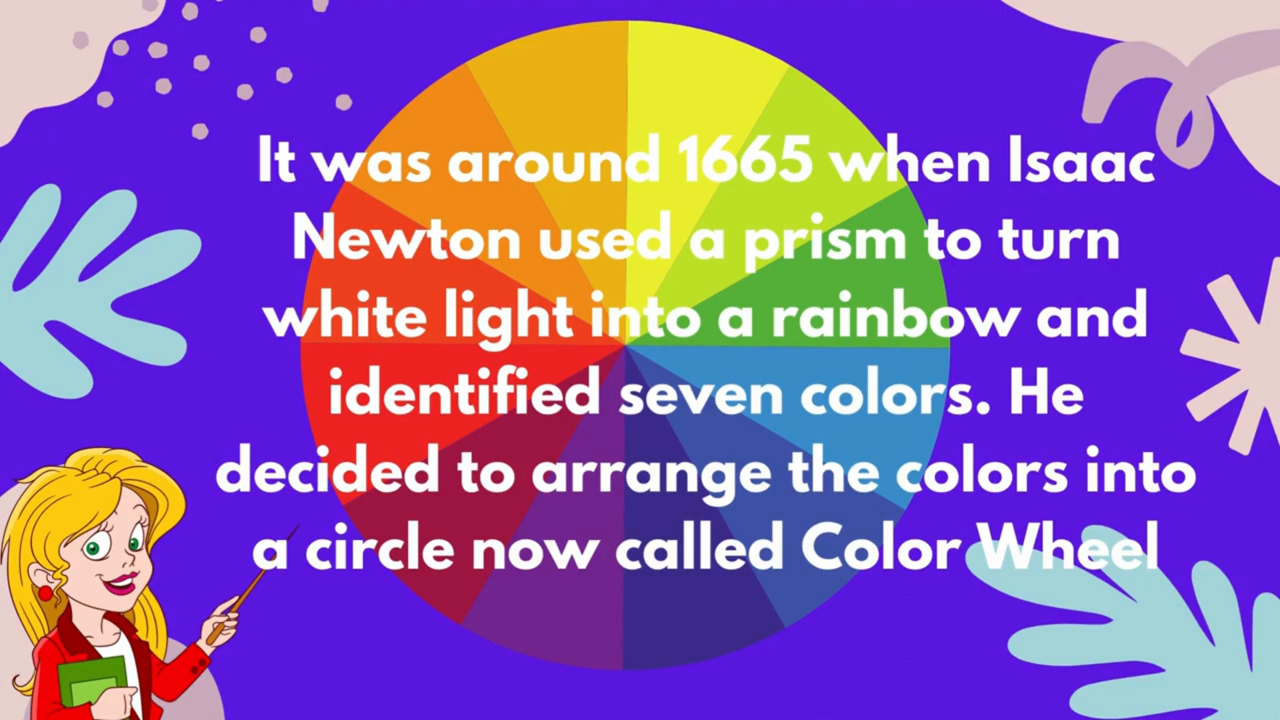 It was around 1665 when Isaac
Newton used a prism to turn
white light into a rainbow and
identified seven colors. He
decided to arrange the colors into
a circle now called Color Wheel